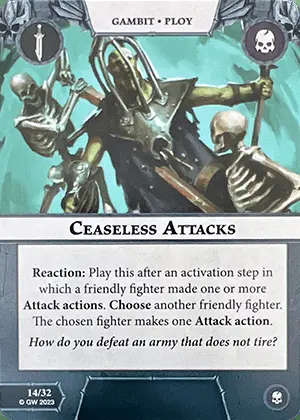 GAMBIT • PLOY
CEASELESS ATTACKS
Reaction: Play this after an activation step in
which a friendly fighter made one or more
Attack actions. Choose another friendly fighter.
The chosen fighter makes one Attack action.
How do you defeat an army that does not tire?
14/32
© GW 2023